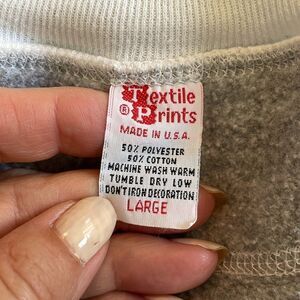 Textile
® Prints
MADE IN U.S.A.
50% POLYESTER
50% COTTON
MACHINE WASH WARM
TUMBLE DRY LOW
DON'T IRON DECORATION
LARGE